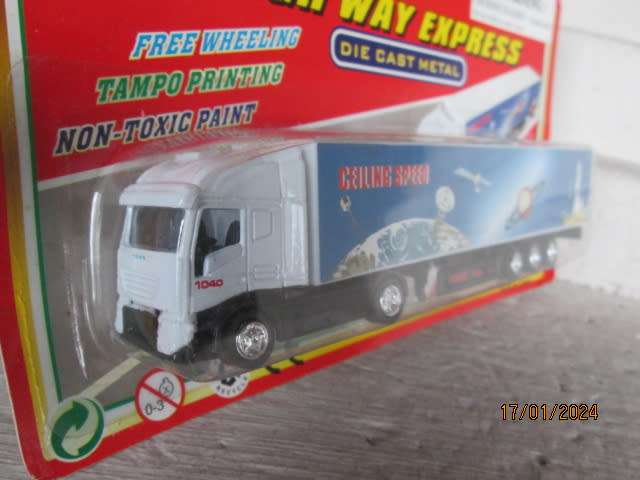 WAY EXPRESS
DIE CAST METAL
FREE WHEELING
TAMPO PRINTING
NON-TOXIC PAINT
CEILING SPEED
1040
0-3
RECYCLE
17/01/2024